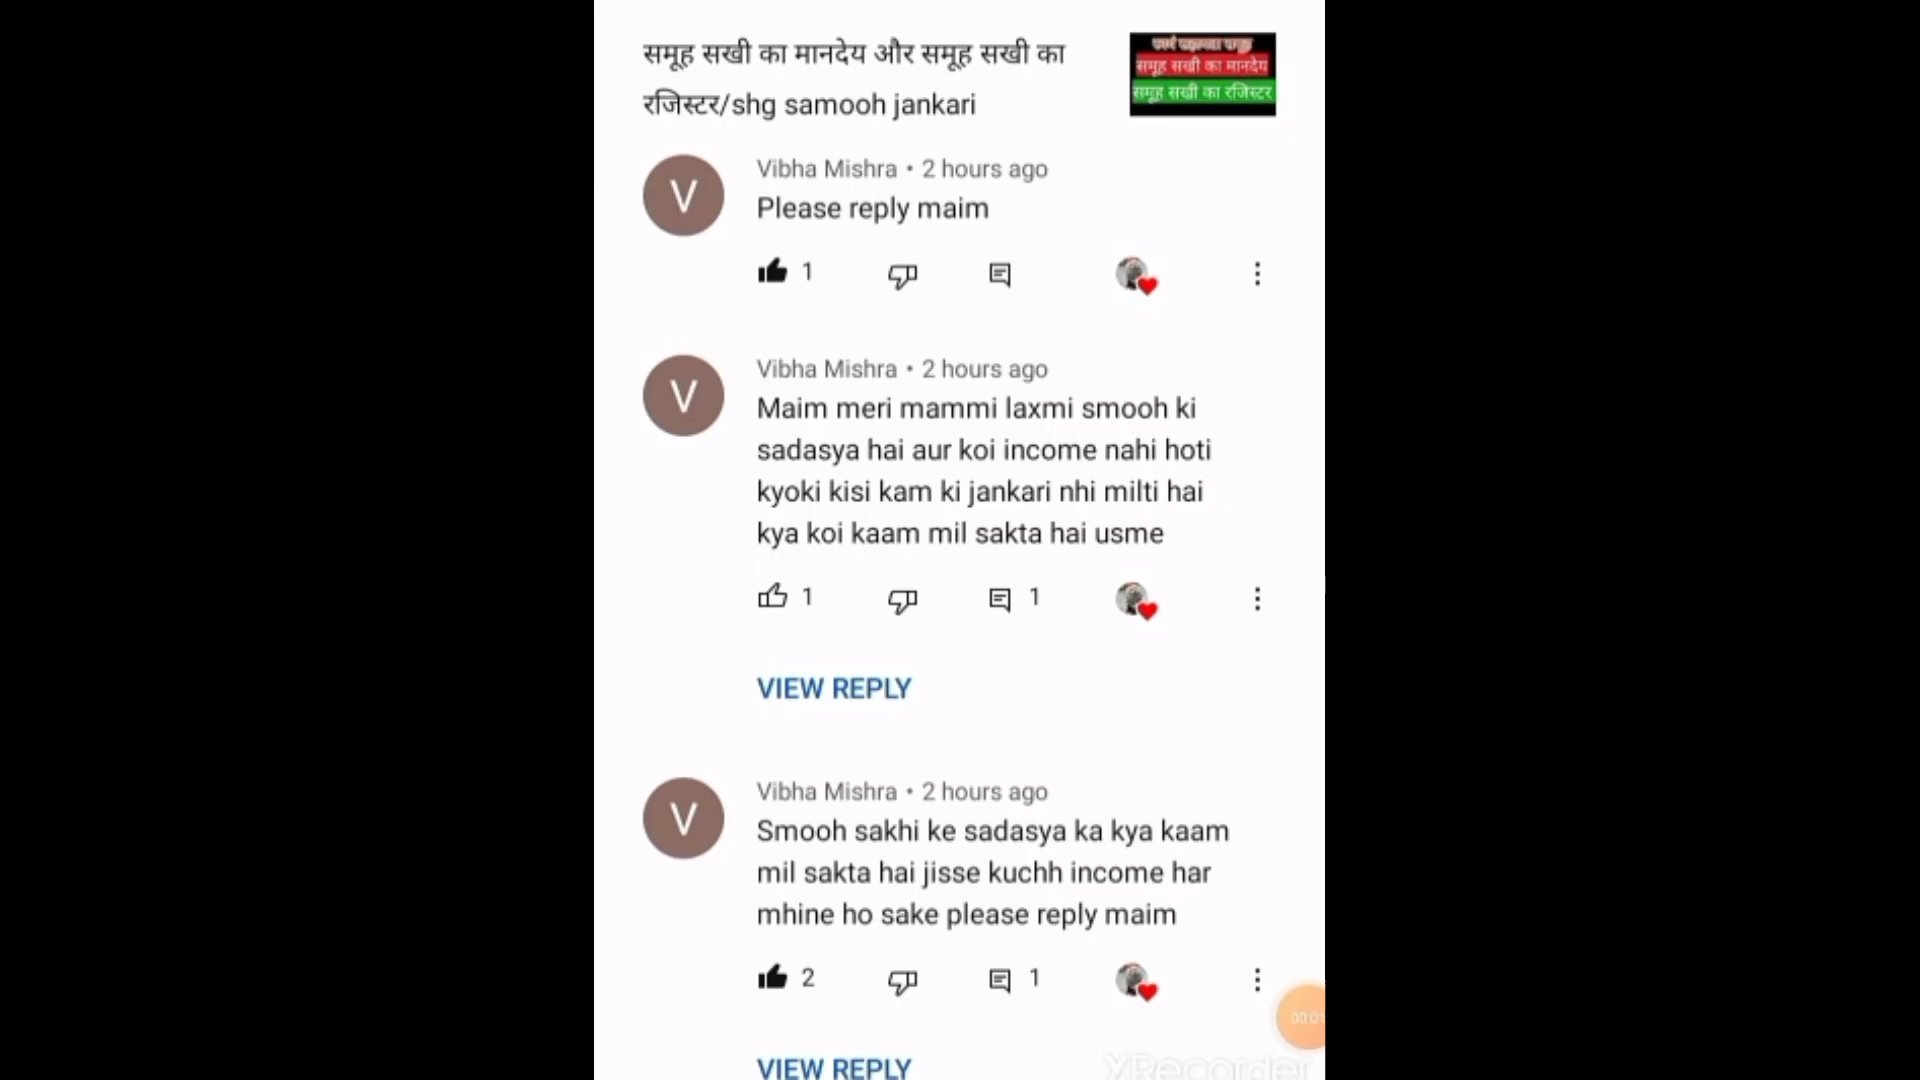 समूह सखी का मानदेय और समूह सखी का
रजिस्टर/shg samooh jankari
समूह सखी का मानदेय
समूह सखी का रजिस्टर
V
Vibha Mishra • 2 hours ago
Please reply maim
1
V
Vibha Mishra • 2 hours ago
Maim meri mammi laxmi smooh ki
sadasya hai aur koi income nahi hoti
kyoki kisi kam ki jankari nhi milti hai
kya koi kaam mil sakta hai usme
1 1
VIEW REPLY
V
Vibha Mishra • 2 hours ago
Smooh sakhi ke sadasya ka kya kaam
mil sakta hai jisse kuchh income har
mhine ho sake please reply maim
2 1
VIEW REPLY
XRecorder